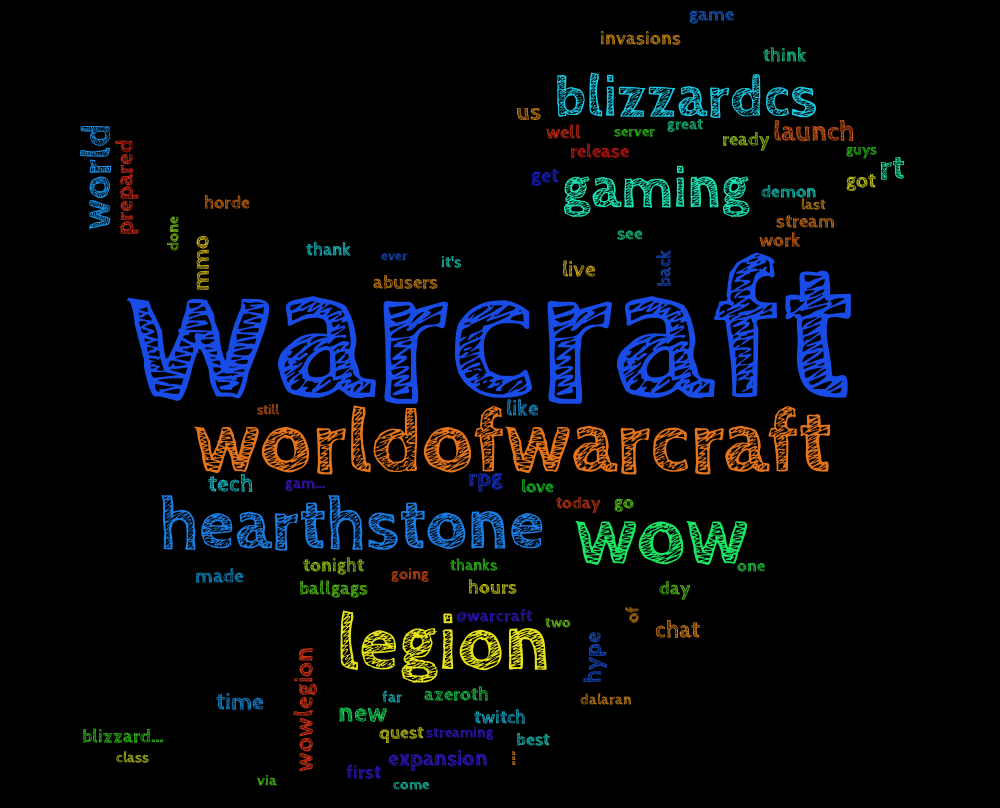 game
invasions
think
blizzardcs
us
well
server
great
ready
launch
release
guys
world
prepared
get
gaming
demon
got
rt
last
horde
stream
done
see
work
mmo
thank
ever
it's
live
back
abusers
warcraft
still
like
worldofwarcraft
tech
gam...
rpg
love
today
go
hearthstone
wow
tonight
going
thanks
one
made
ballgags
hours
day
legion
@warcraft
two
of
chat
hype
wowlegion
time
far
azeroth
dalaran
new
twitch
blizzard...
quest
streaming
best
class
expansion
first
via
come